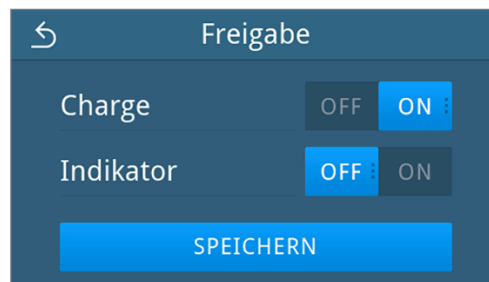 Freigabe
Charge OFF ON
Indikator OFF ON
SPEICHERN